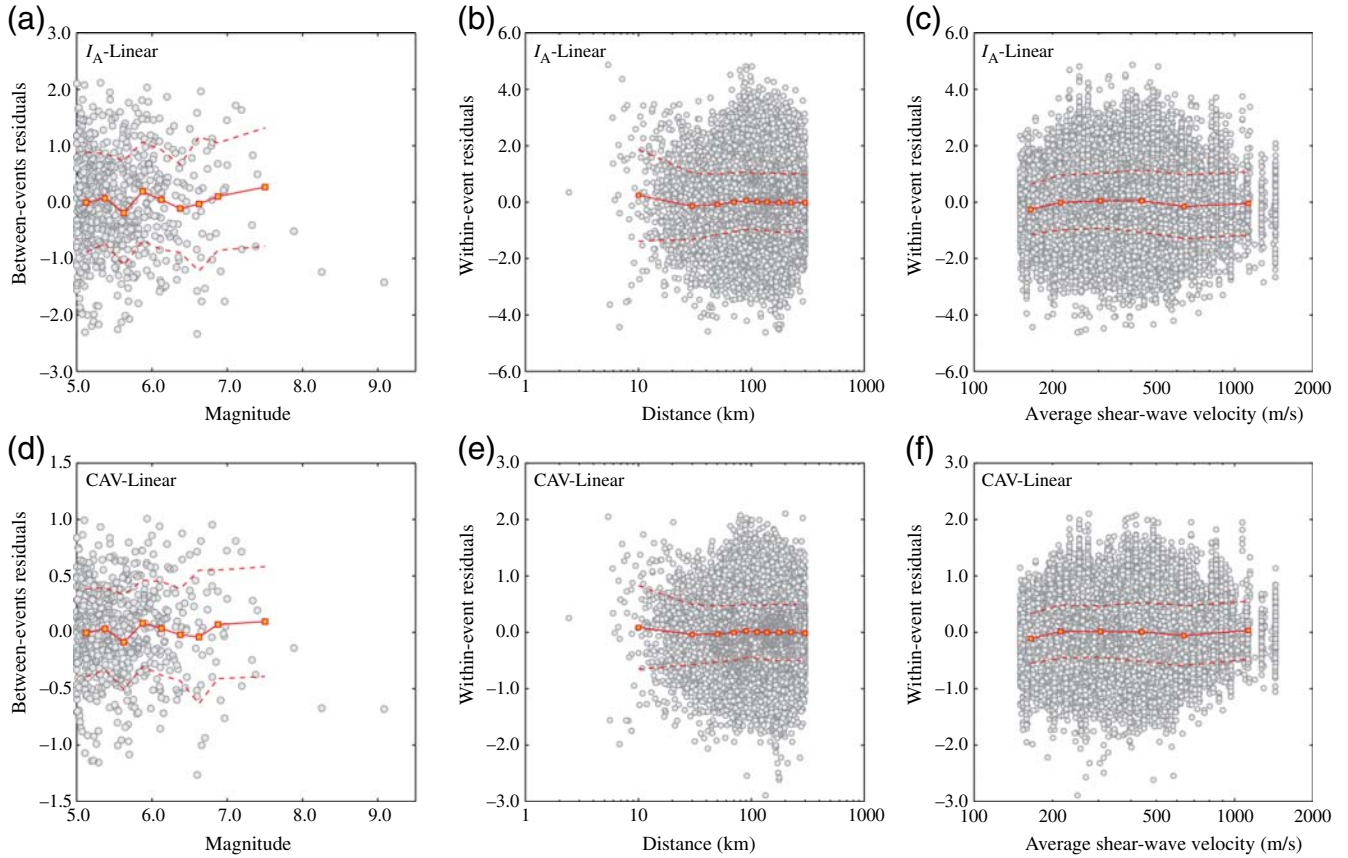 (a)
3.0
2.0
1.0
0.0
–1.0
–2.0
–3.0
Between-events residuals
I_A-Linear
5.0 6.0 7.0 8.0 9.0
Magnitude
(b)
6.0
4.0
2.0
0.0
–2.0
–4.0
–6.0
Within-event residuals
I_A-Linear
1 10 100 1000
Distance (km)
(c)
6.0
4.0
2.0
0.0
–2.0
–4.0
–6.0
Within-event residuals
I_A-Linear
100 200 500 1000 2000
Average shear-wave velocity (m/s)
(d)
1.5
1.0
0.5
0.0
–0.5
–1.0
–1.5
Between-events residuals
CAV-Linear
5.0 6.0 7.0 8.0 9.0
Magnitude
(e)
3.0
2.0
1.0
0.0
–1.0
–2.0
–3.0
Within-event residuals
CAV-Linear
1 10 100 1000
Distance (km)
(f)
3.0
2.0
1.0
0.0
–1.0
–2.0
–3.0
Within-event residuals
CAV-Linear
100 200 500 1000 2000
Average shear-wave velocity (m/s)